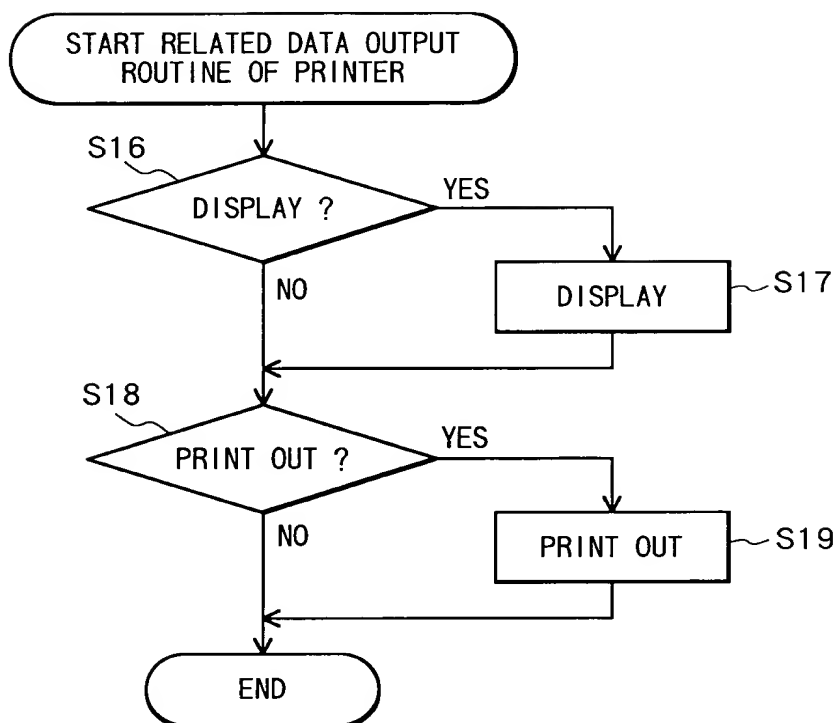 START RELATED DATA OUTPUT
ROUTINE OF PRINTER
S16
DISPLAY ?
YES
NO
DISPLAY
S17
S18
PRINT OUT ?
YES
NO
PRINT OUT
S19
END